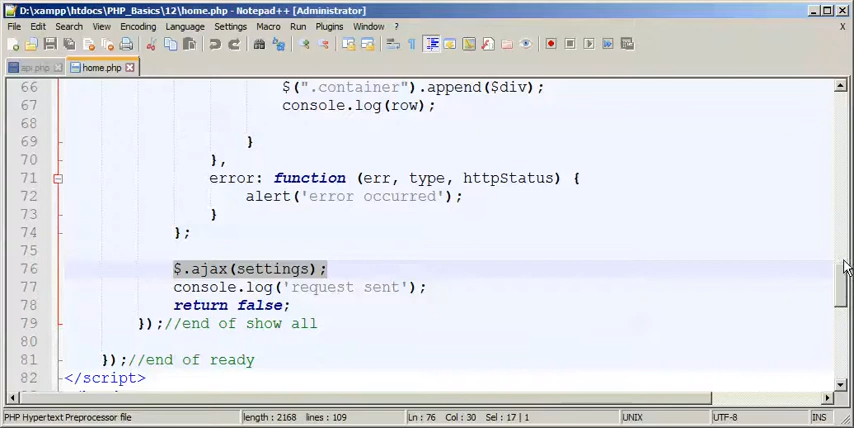 D:\xampp\htdocs\PHP_Basics\12\home.php - Notepad++ [Administrator]
File Edit Search View Encoding Language Settings Macro Run Plugins Window ? X
api.php home.php
66 $(".container").append($div);
67 console.log(row);
68
69 }
70 },
71 error: function (err, type, httpStatus) {
72 alert('error occurred');
73 }
74 };
75
76 $.ajax(settings);
77 console.log('request sent');
78 return false;
79 });//end of show all
80
81 });//end of ready
82 </script>
PHP Hypertext Preprocessor file length : 2168 lines : 109 Ln : 76 Col : 30 Sel : 17 | 1 UNIX UTF-8 INS